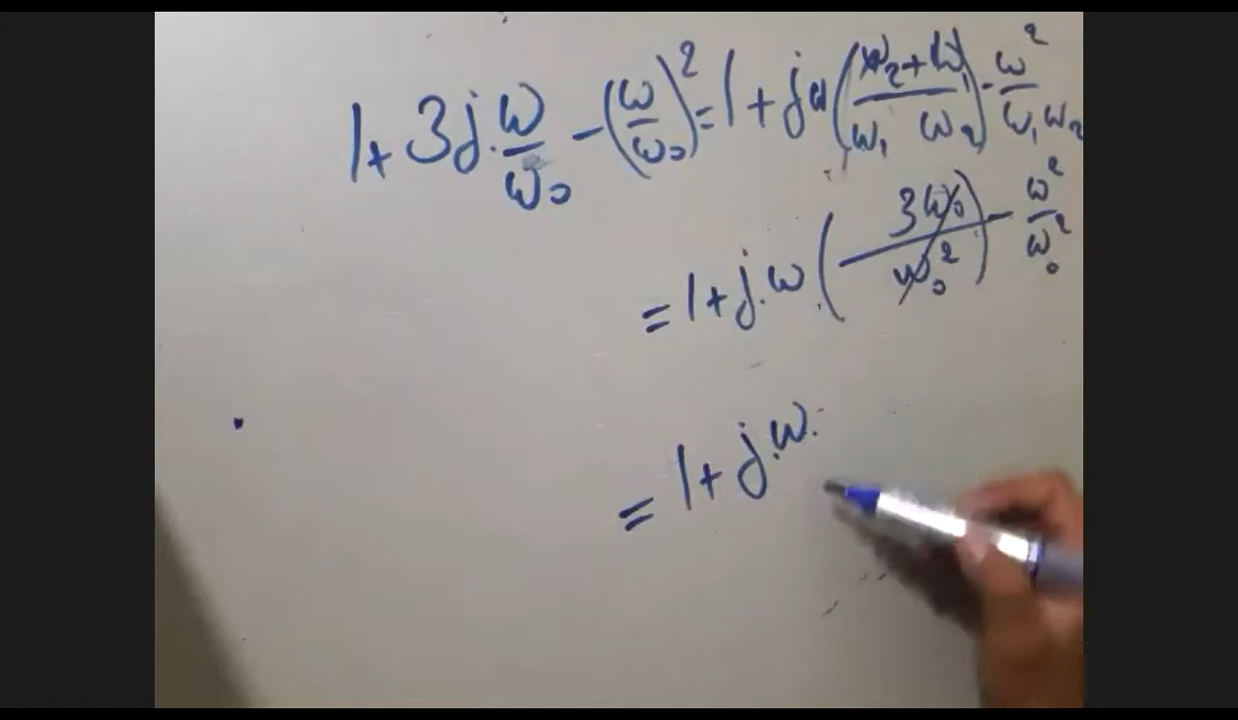 1 + 3j. ω/ω₀ - (ω/ω₀)² = 1 + jω ((ω₂+ω₁)/(ω₁ ω₂)) - ω²/(ω₁ω₂)
= 1 + j.ω. (3ω₀/ω₀²) - ω²/ω₀²
= 1 + j.ω.